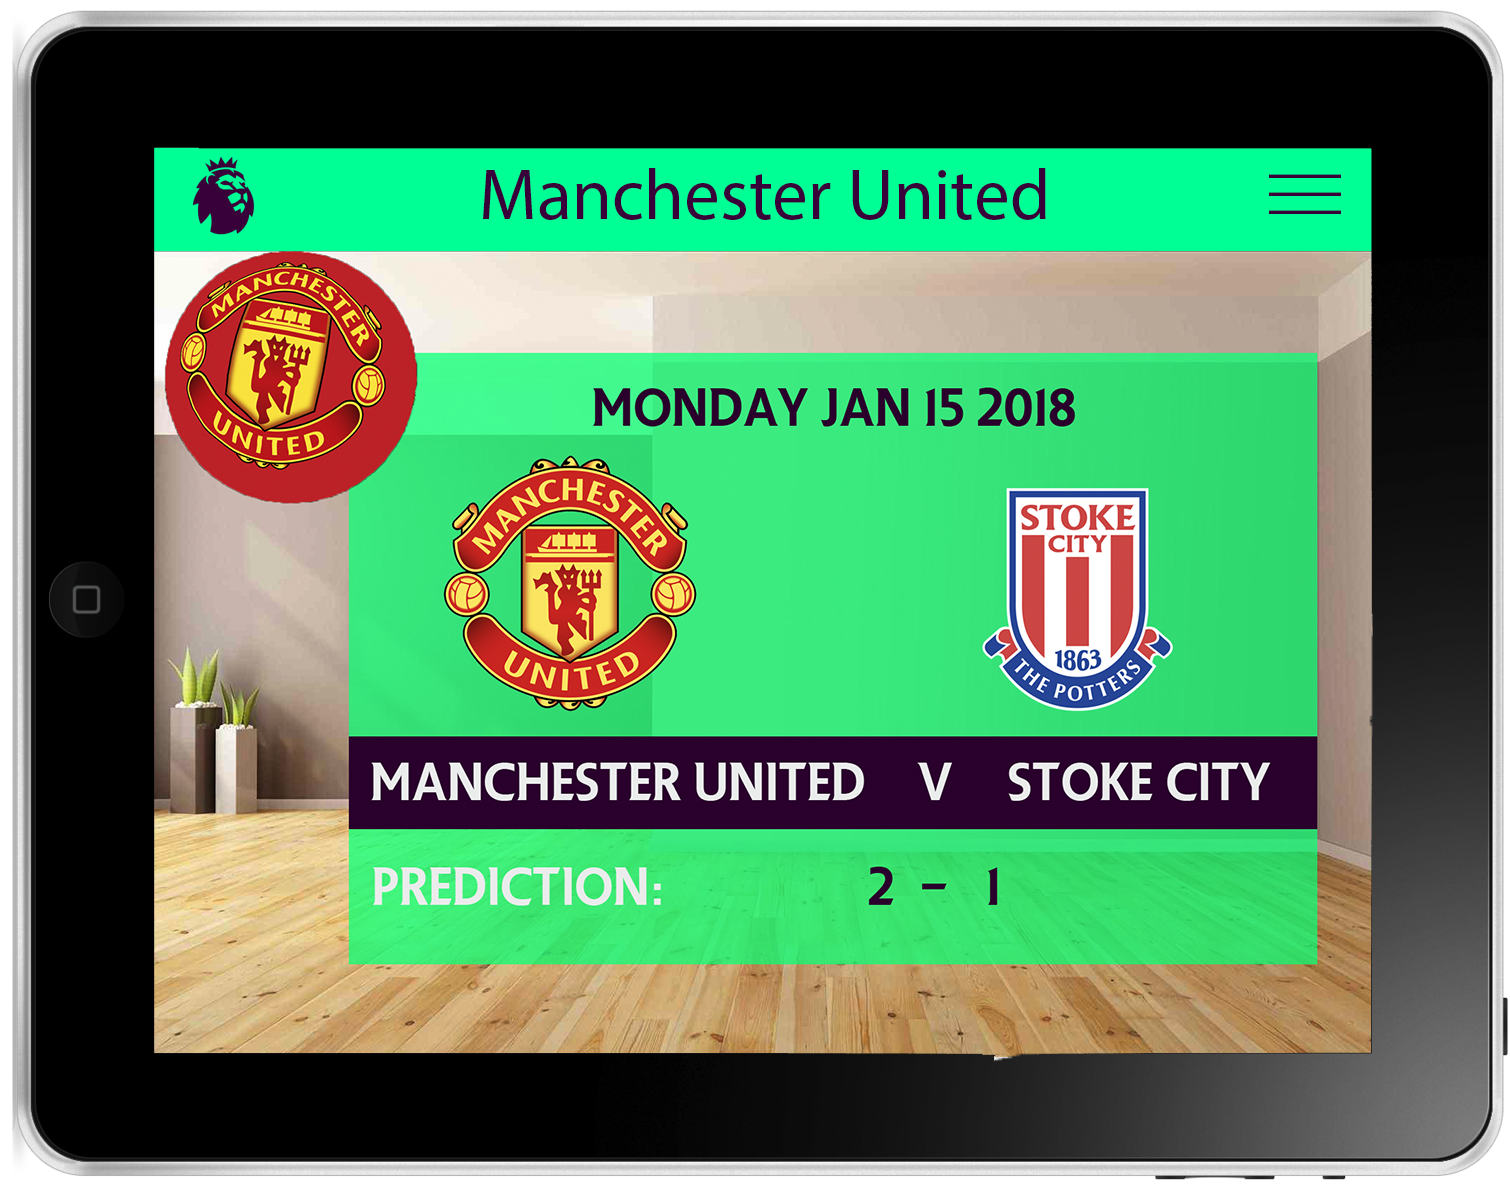 Manchester United
MANCHESTER
UNITED
MONDAY JAN 15 2018
MANCHESTER
UNITED
STOKE
CITY
1863
THE POTTERS
MANCHESTER UNITED V STOKE CITY
PREDICTION: 2 - 1